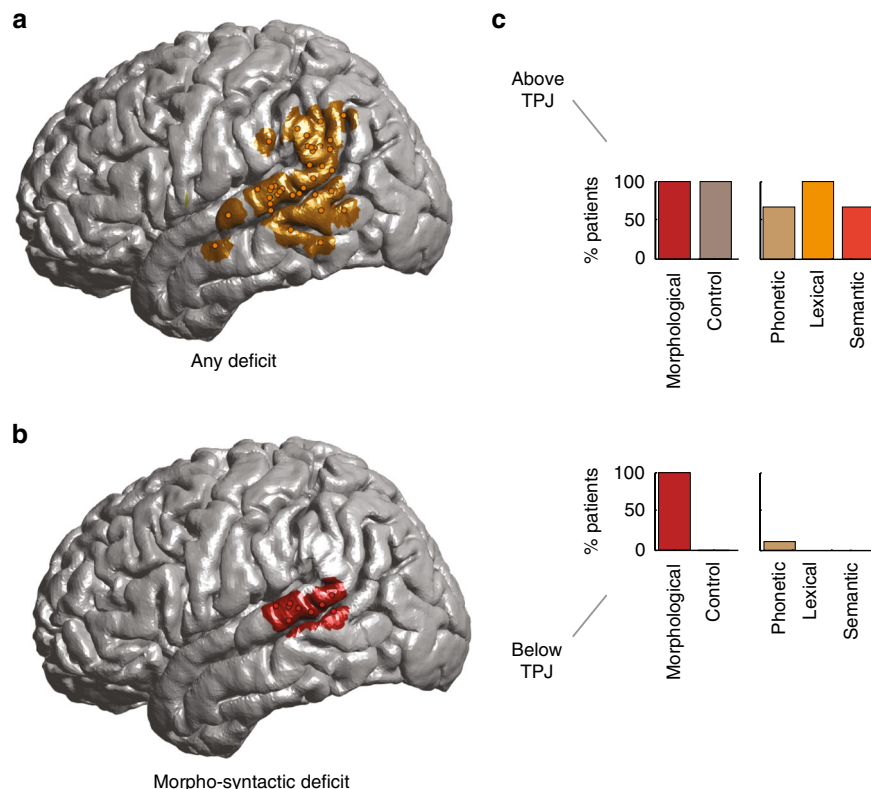 a
Any deficit
b
Morpho-syntactic deficit
c
Above
TPJ
% patients
100
50
0
Morphological
Control
Phonetic
Lexical
Semantic
Below
TPJ
% patients
100
50
0
Morphological
Control
Phonetic
Lexical
Semantic